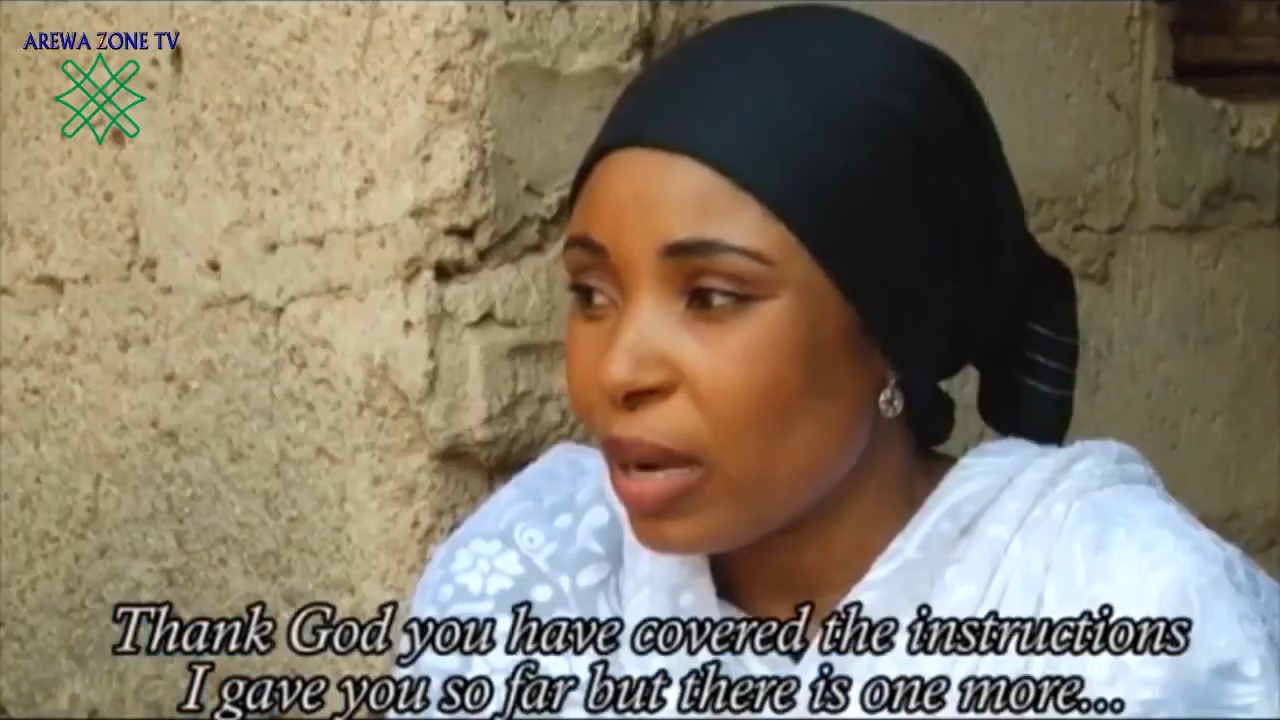 AREWA ZONE TV
Thank God you have covered the instructions
I gave you so far but there is one more...